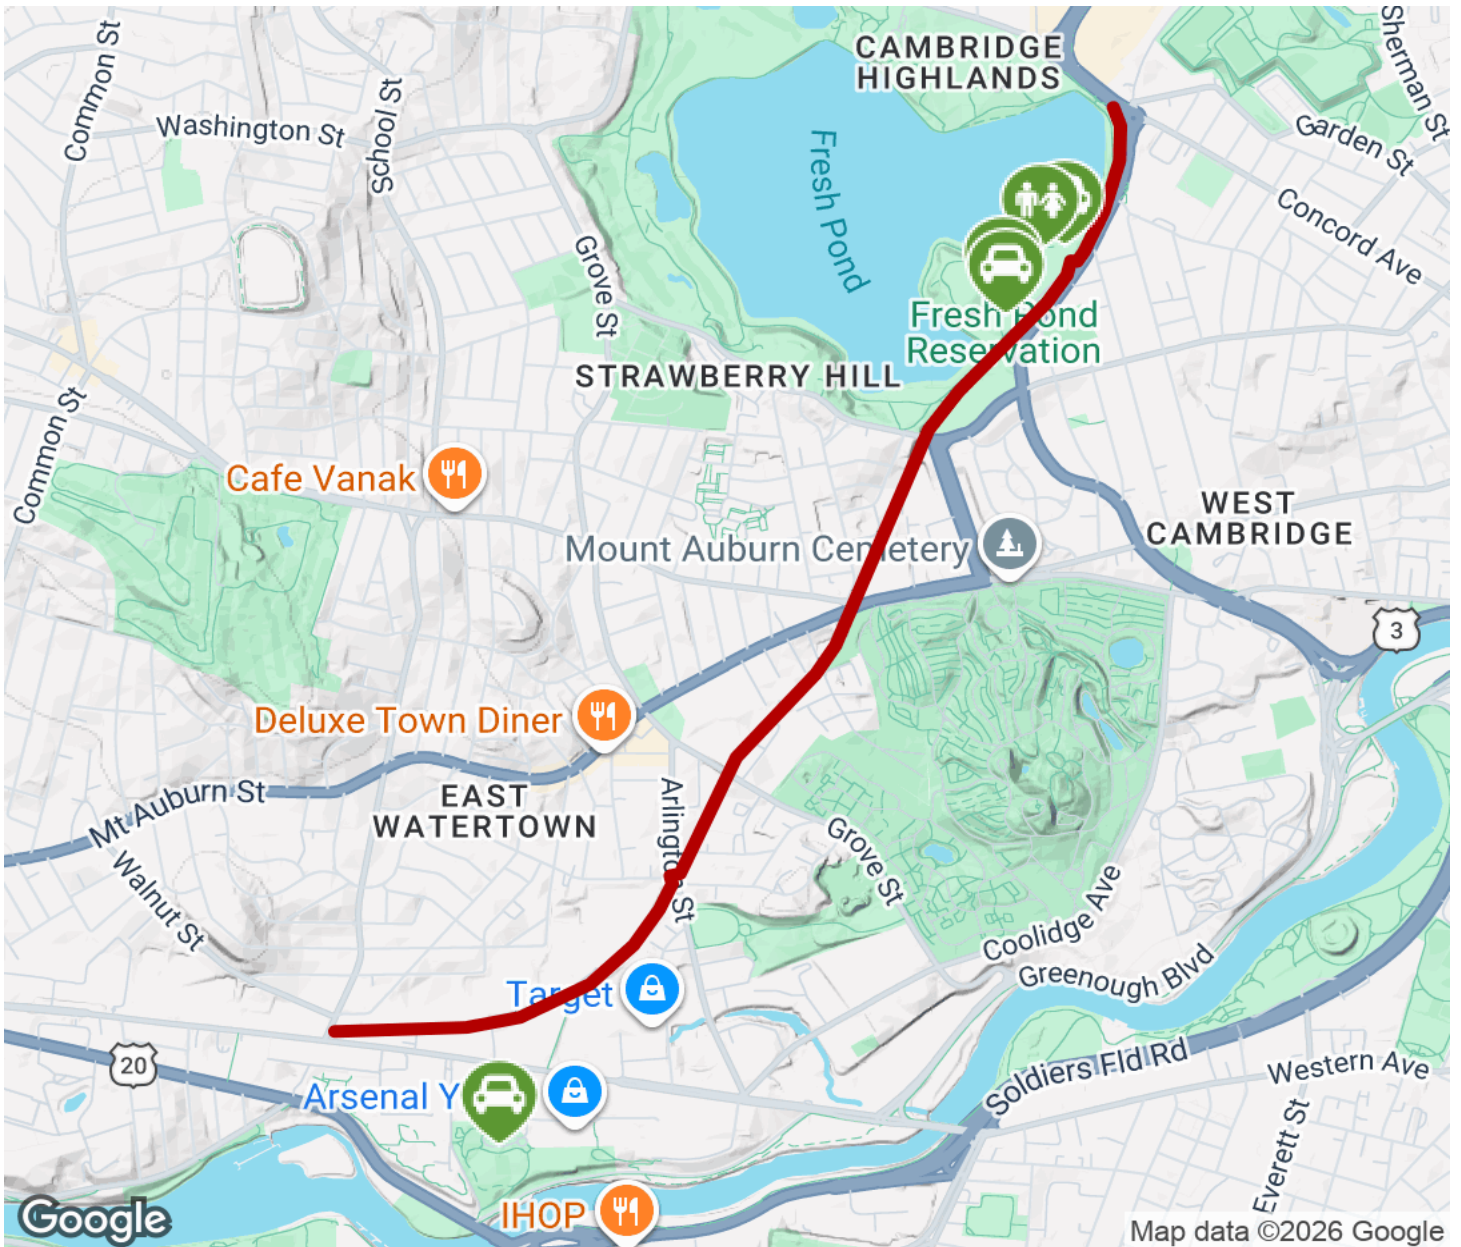 CAMBRIDGE
HIGHLANDS
Sherman St
Common St
School St
Washington St
Garden St
Fresh Pond
Concord Ave
Grove St
Fresh Pond
Reservation
STRAWBERRY HILL
Common St
Cafe Vanak
WEST
CAMBRIDGE
Mount Auburn Cemetery
3
Deluxe Town Diner
Mt Auburn St
EAST
WATERTOWN
Arlington St
Grove St
Walnut St
Coolidge Ave
Greenough Blvd
Target
20
Soldiers Fld Rd
Western Ave
Arsenal Y
Everett St
IHOP
Google
Map data ©2026 Google